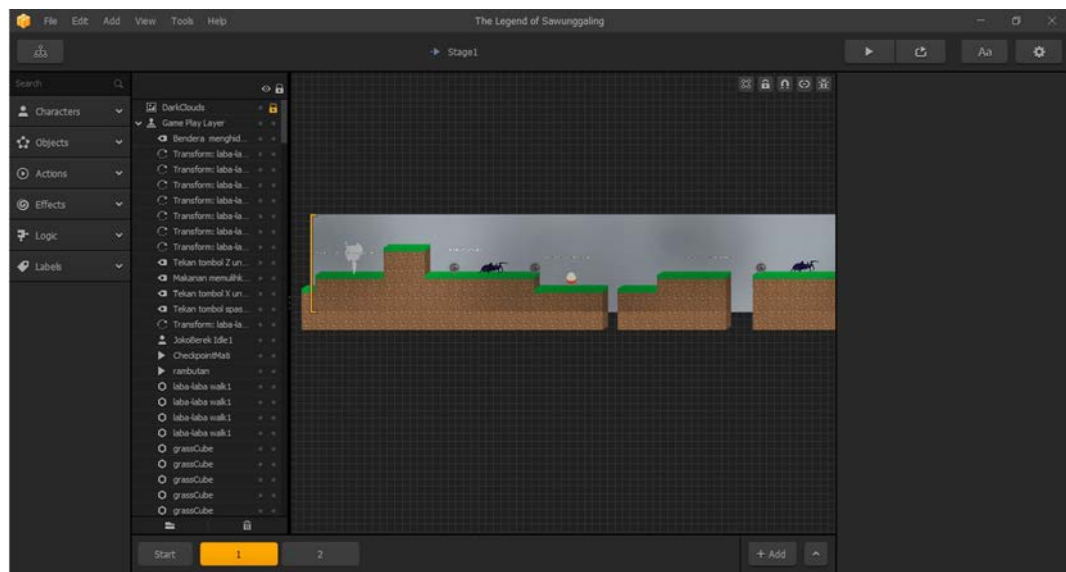 File Edit Add View Tools Help
The Legend of Sawunggaling
Stage1
Aa
Search
Characters
Objects
Actions
Effects
Logic
Labels
DarkClouds
Game Play Layer
Bendera menghid...
Transform: laba-la...
Transform: laba-la...
Transform: laba-la...
Transform: laba-la...
Transform: laba-la...
Transform: laba-la...
Transform: laba-la...
Tekan tombol Z un...
Makanan memulihk...
Tekan tombol X un...
Tekan tombol spas...
Transform: laba-la...
JokoBerek Idle1
CheckpointMati
rambutan
laba-laba walk1
laba-laba walk1
laba-laba walk1
laba-laba walk1
grassCube
grassCube
grassCube
grassCube
grassCube
Start 1 2 + Add